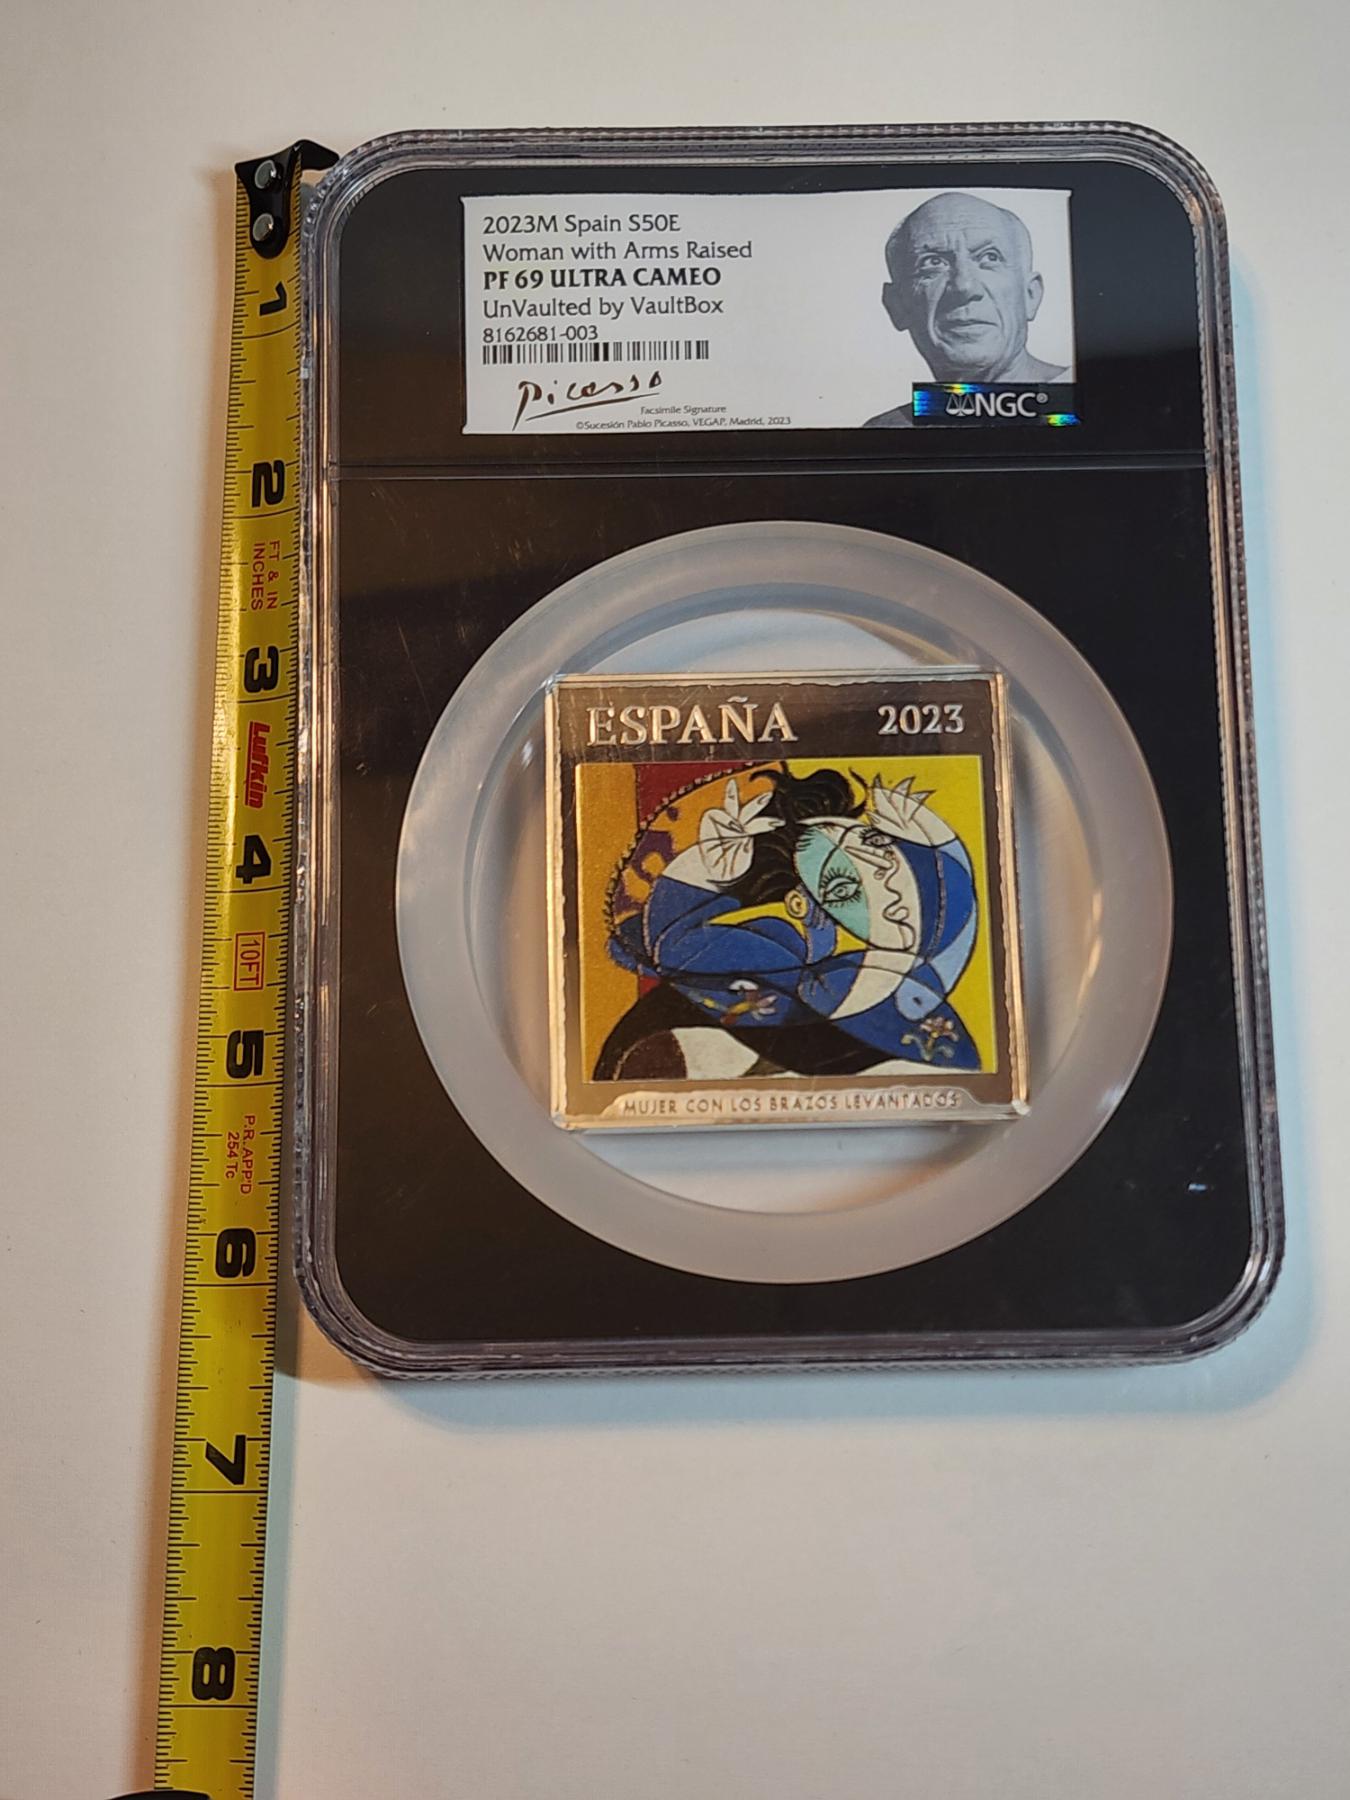 2023M Spain S50E
Woman with Arms Raised
PF 69 ULTRA CAMEO
UnVaulted by VaultBox
8162681-003
Picasso
Facsimile Signature
©Sucesión Pablo Picasso, VEGAP, Madrid, 2023
NGC®
ESPAÑA 2023
MUJER CON LOS BRAZOS LEVANTADOS
1
2
FT & IN
INCHES
3
Lufkin
4
10FT
5
P.R. APP'D
254 Tc
6
7
8